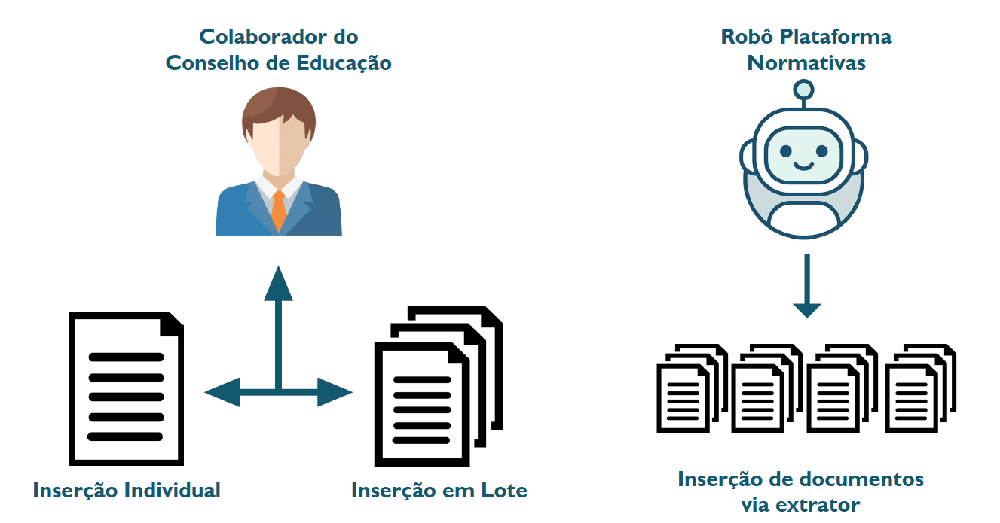 Colaborador do
Conselho de Educação
Robô Plataforma
Normativas
Inserção Individual
Inserção em Lote
Inserção de documentos
via extrator